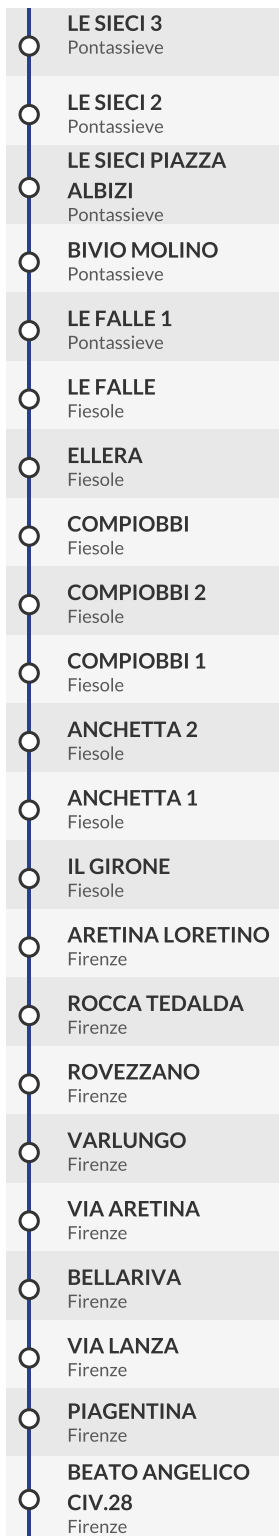 LE SIECI 3
Pontassieve
LE SIECI 2
Pontassieve
LE SIECI PIAZZA
ALBIZI
Pontassieve
BIVIO MOLINO
Pontassieve
LE FALLE 1
Pontassieve
LE FALLE
Fiesole
ELLERA
Fiesole
COMPIOBBI
Fiesole
COMPIOBBI 2
Fiesole
COMPIOBBI 1
Fiesole
ANCHETTA 2
Fiesole
ANCHETTA 1
Fiesole
IL GIRONE
Fiesole
ARETINA LORETINO
Firenze
ROCCA TEDALDA
Firenze
ROVEZZANO
Firenze
VARLUNGO
Firenze
VIA ARETINA
Firenze
BELLARIVA
Firenze
VIA LANZA
Firenze
PIAGENTINA
Firenze
BEATO ANGELICO
CIV.28
Firenze